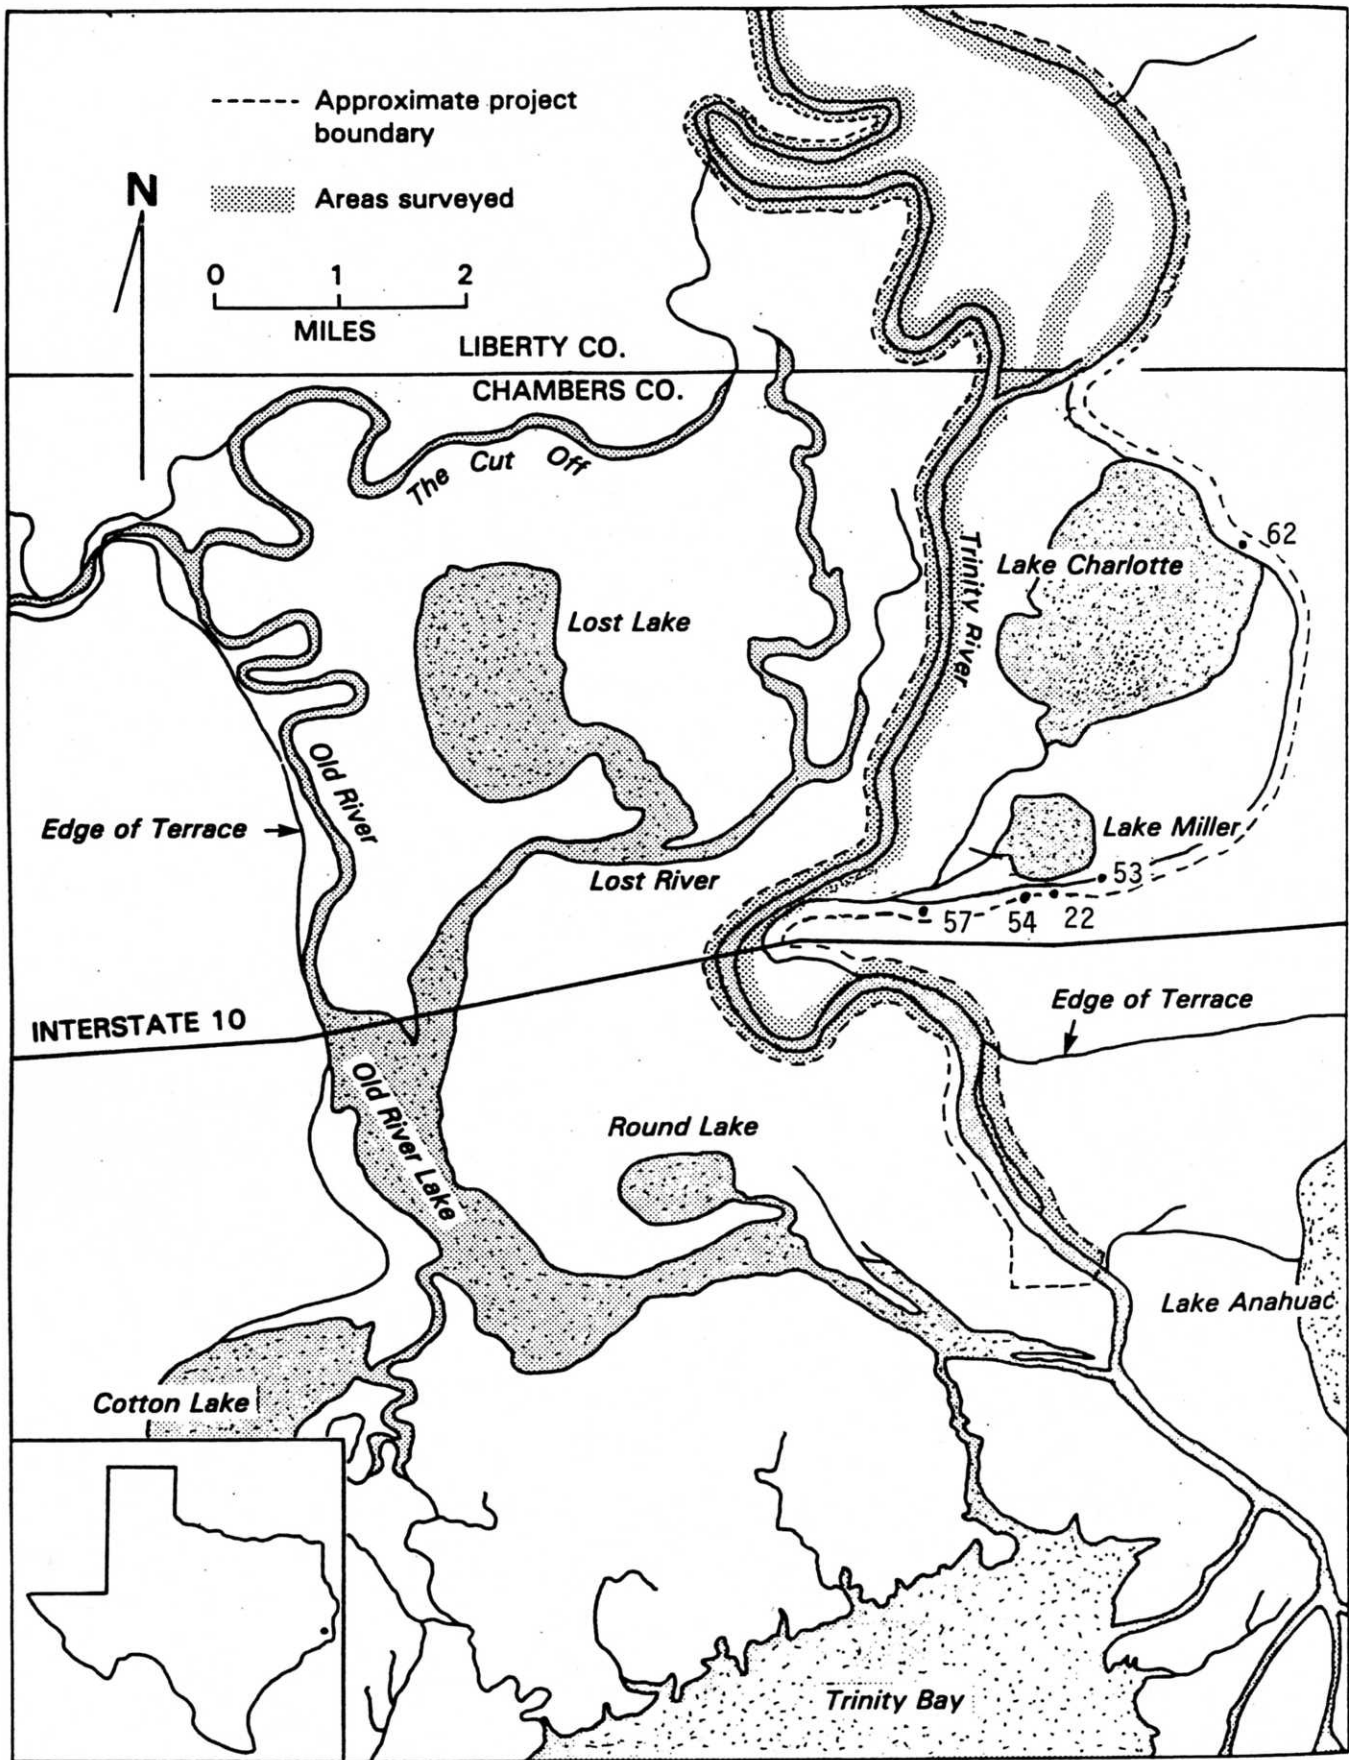 Approximate project
boundary
N
Areas surveyed
0 1 2
MILES
LIBERTY CO.
CHAMBERS CO.
The Cut Off
62
Trinity River
Lake Charlotte
Lost Lake
Old River
Edge of Terrace
Lake Miller
53
Lost River
57 54 22
Edge of Terrace
INTERSTATE 10
Old River Lake
Round Lake
Lake Anahuac
Cotton Lake
Trinity Bay